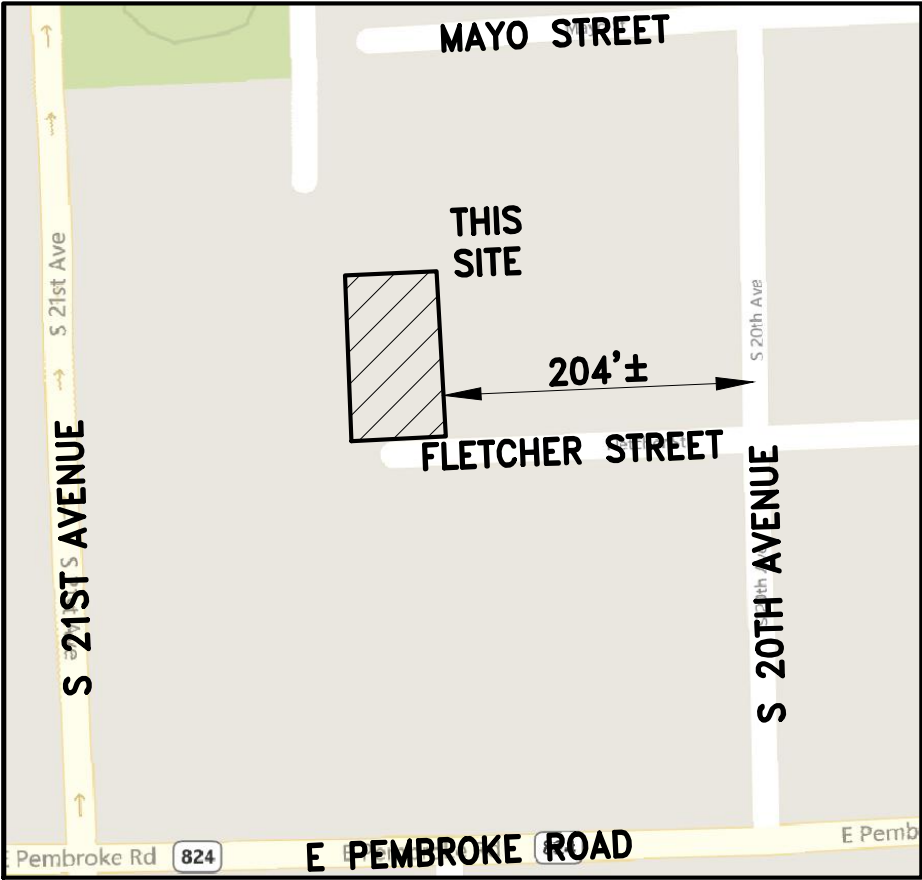 MAYO STREET
S 21st Ave
THIS
SITE
S 20th Ave
204'±
FLETCHER STREET
S 21ST AVENUE
S 20TH AVENUE
E Pemb
Pembroke Rd
824
E PEMBROKE ROAD